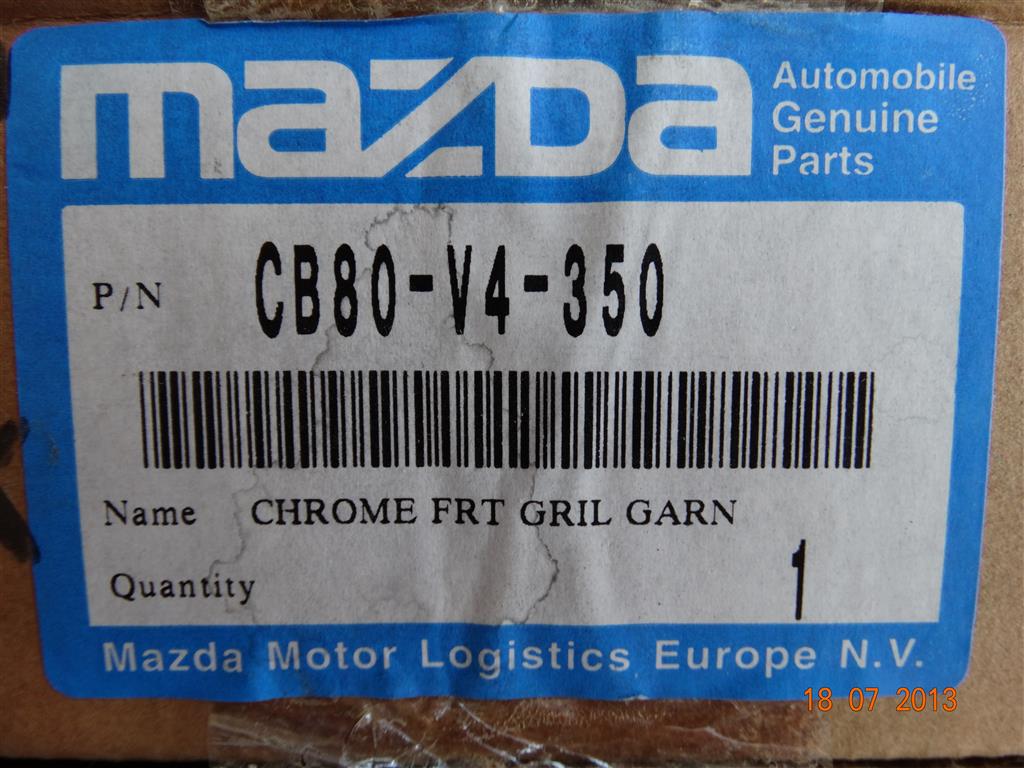 mazda
Automobile
Genuine
Parts
P/N CB80-V4-350
Name CHROME FRT GRIL GARN
Quantity 1
Mazda Motor Logistics Europe N.V.
18 07 2013